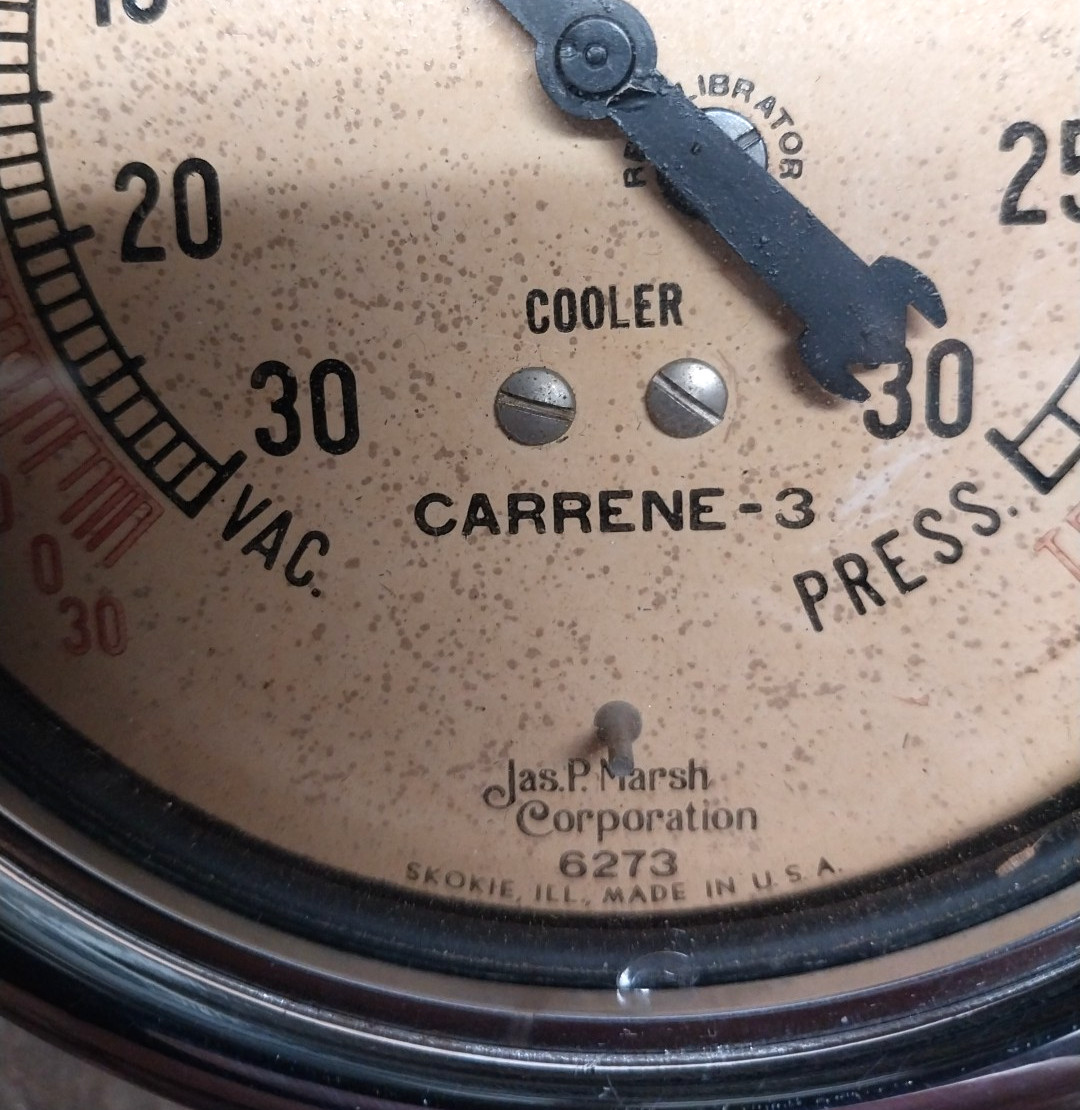 20
25
LIBRATOR
COOLER
30
30
CARRENE-3
VAC.
PRESS.
0
30
Jas. P. Marsh
Corporation
6273
SKOKIE, ILL., MADE IN U.S.A.